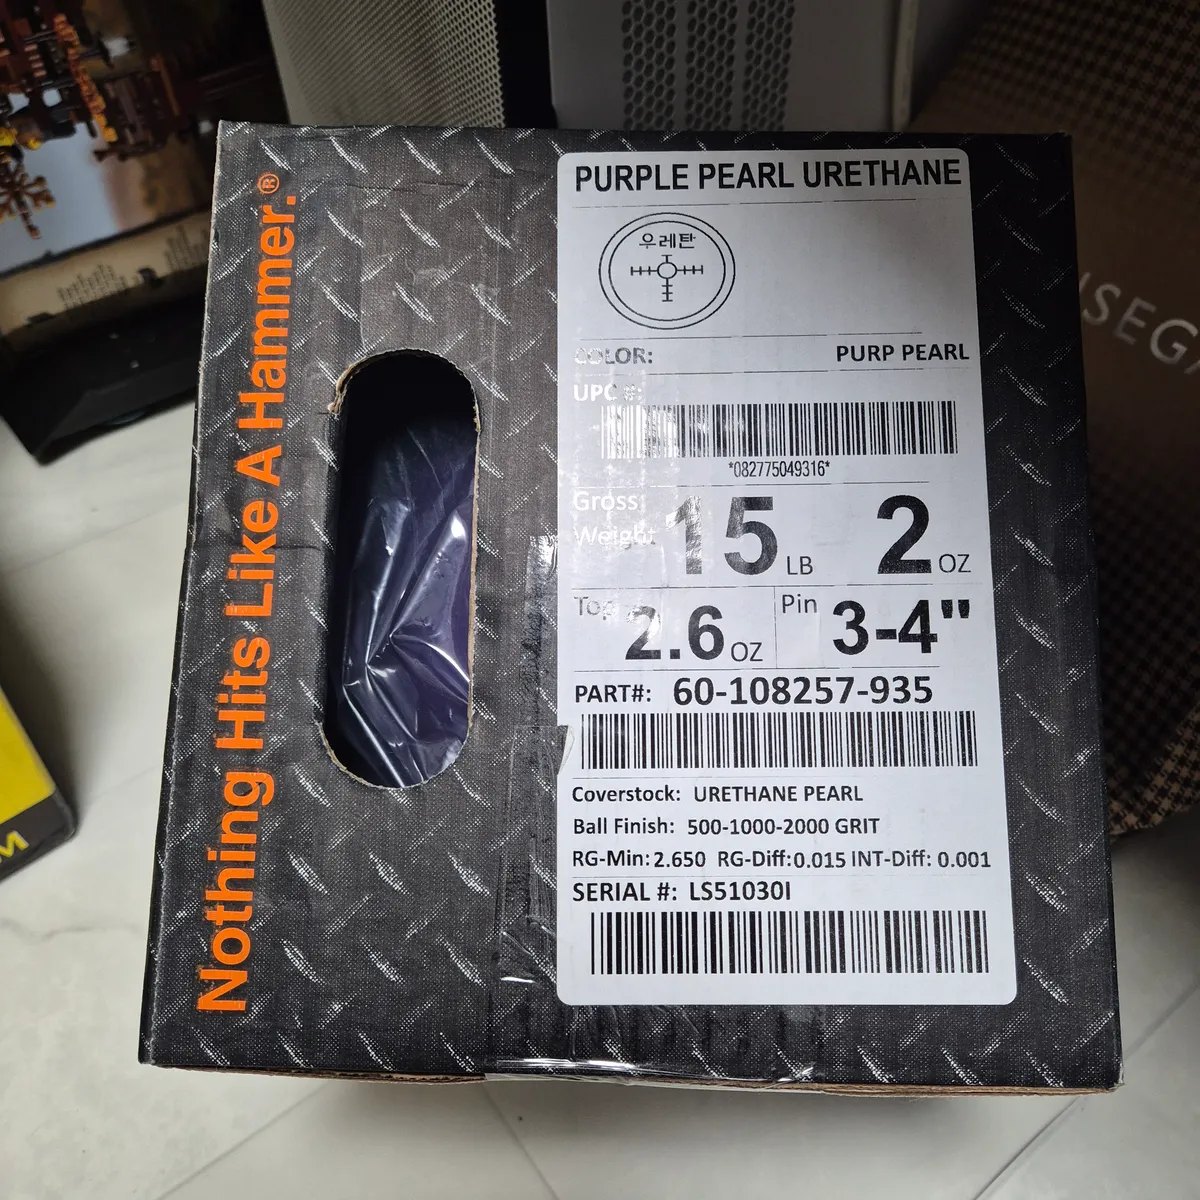 Nothing Hits Like A Hammer.®
PURPLE PEARL URETHANE
우레탄
COLOR: PURP PEARL
UPC #:
*082775049316*
Gross Weight 15 LB 2 OZ
Top 2.6 OZ Pin 3-4"
PART#: 60-108257-935
Coverstock: URETHANE PEARL
Ball Finish: 500-1000-2000 GRIT
RG-Min: 2.650 RG-Diff:0.015 INT-Diff: 0.001
SERIAL #: LS51030I